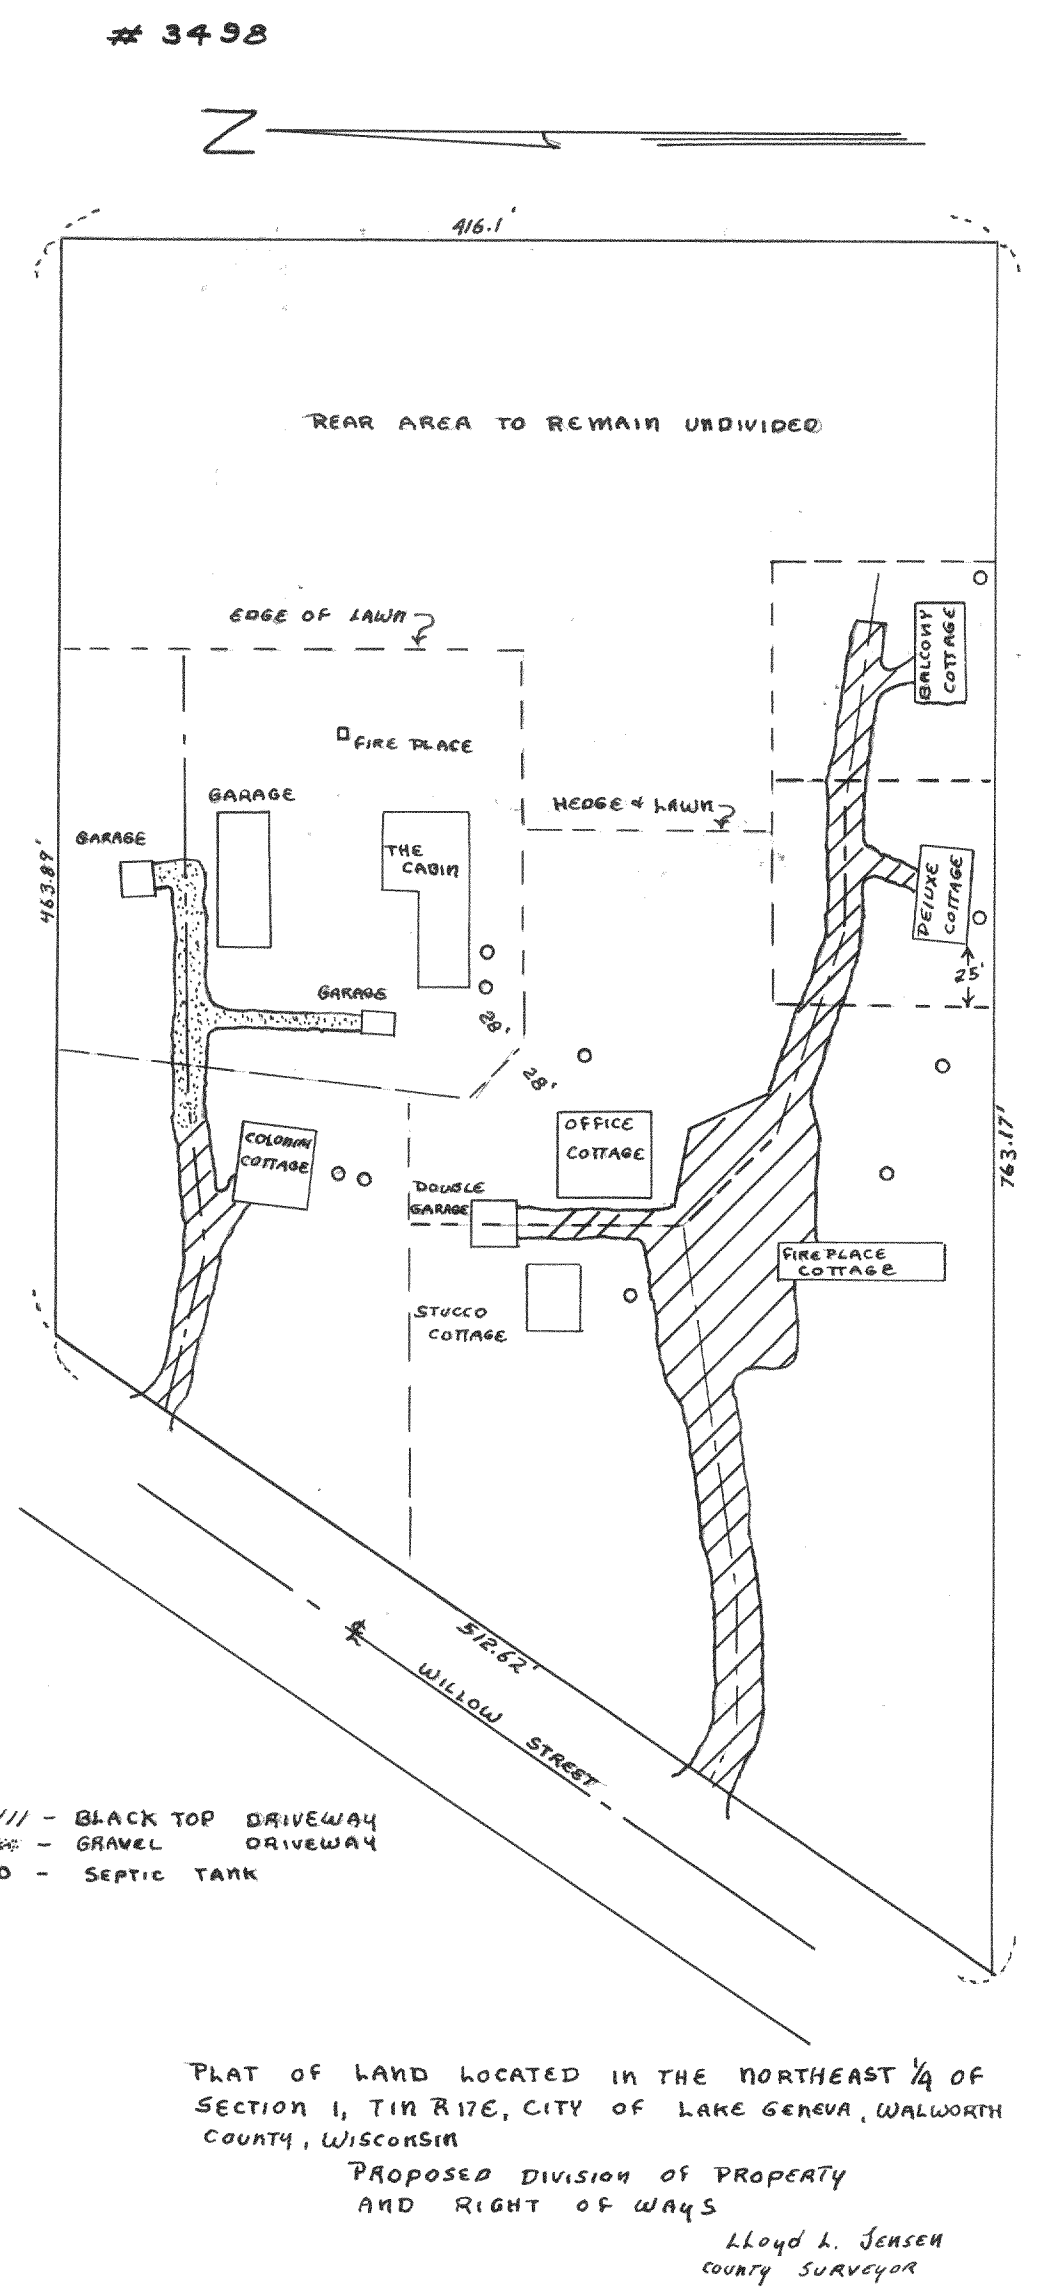 # 3498
N
416.1'
REAR AREA TO REMAIN UNDIVIDED
EDGE OF LAWN
BALCONY
COTTAGE
FIRE PLACE
GARAGE
HEDGE & LAWN
GARAGE
THE
CABIN
463.89'
DELUXE
COTTAGE
25'
GARAGE
28'
28'
763.17'
OFFICE
COTTAGE
COLONIAL
COTTAGE
DOUBLE
GARAGE
FIREPLACE
COTTAGE
STUCCO
COTTAGE
512.62'
WILLOW STREET
/// - BLACK TOP DRIVEWAY
- GRAVEL DRIVEWAY
O - SEPTIC TANK
PLAT OF LAND LOCATED IN THE NORTHEAST 1/4 OF
SECTION 1, T1N R17E, CITY OF LAKE GENEVA, WALWORTH
COUNTY, WISCONSIN
PROPOSED DIVISION OF PROPERTY
AND RIGHT OF WAYS
LLoyd L. JENSEN
COUNTY SURVEYOR